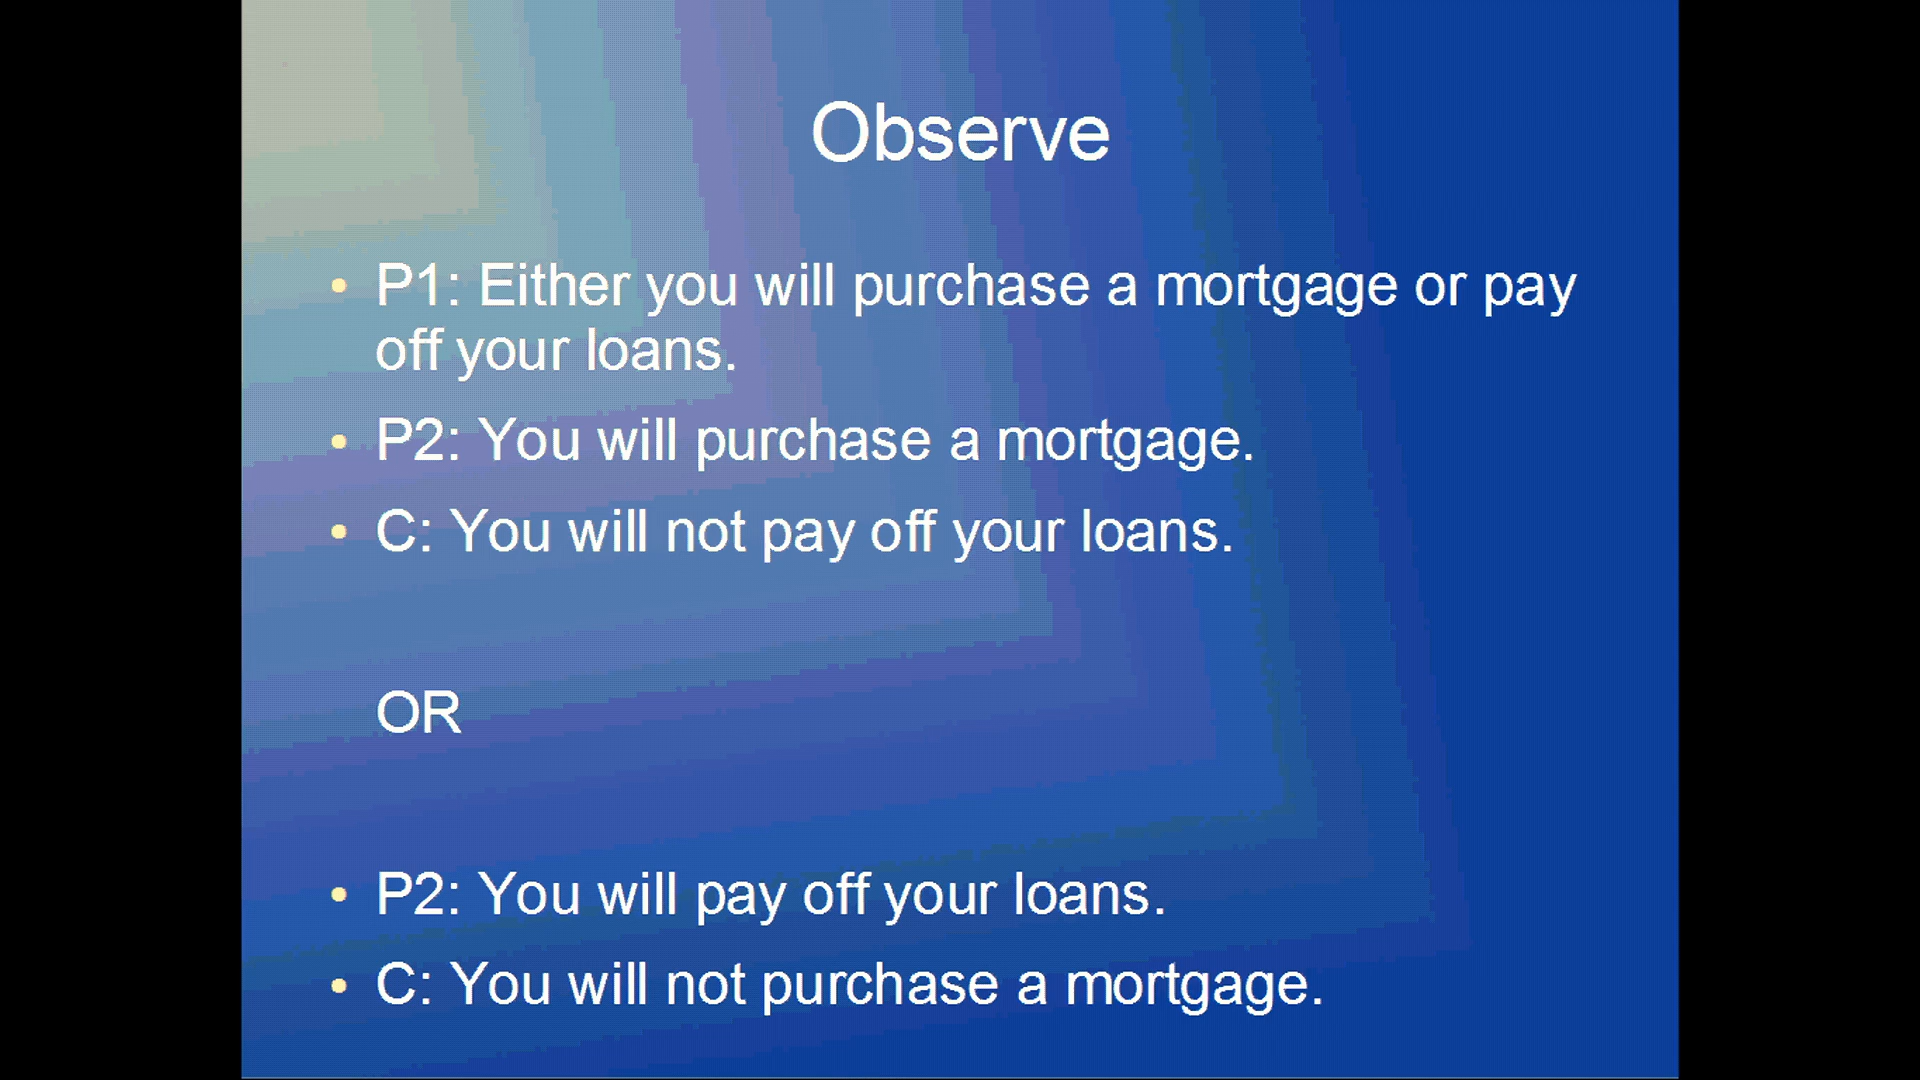 Observe
• P1: Either you will purchase a mortgage or pay
off your loans.
• P2: You will purchase a mortgage.
• C: You will not pay off your loans.
OR
• P2: You will pay off your loans.
• C: You will not purchase a mortgage.